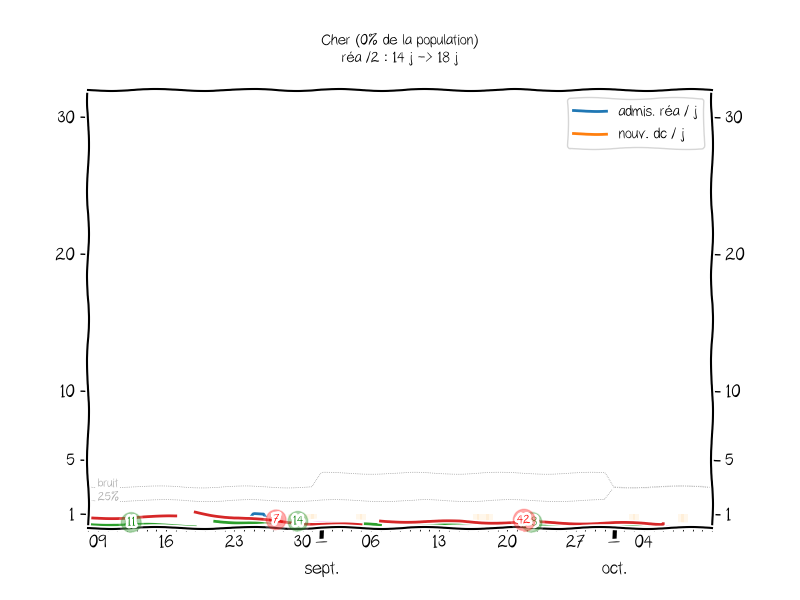 Cher (0% de la population)
réa /2 : 14 j -> 18 j
30 30
admis. réa / j
nouv. dc / j
20 20
10 10
5 5
bruit
25%
1 1
11 7 14 42
09 16 23 30 06 13 20 27 04
sept. oct.